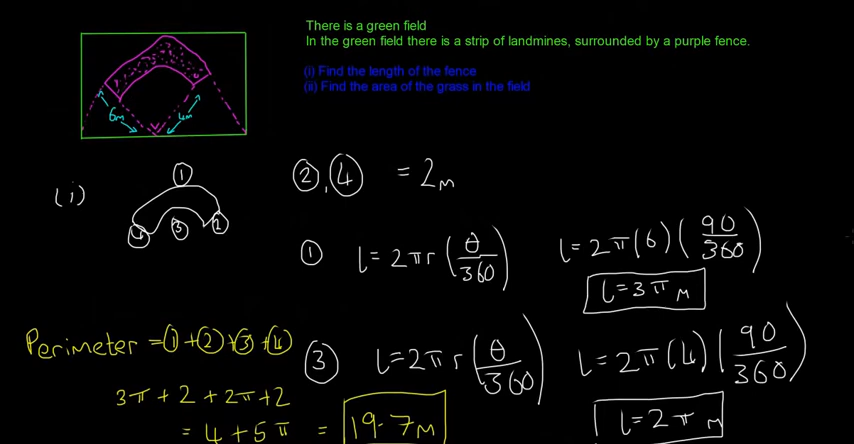 There is a green field
In the green field there is a strip of landmines, surrounded by a purple fence.
(i) Find the length of the fence
(ii) Find the area of the grass in the field
6m 4m
(i)
①
④ ③ ②
②,④ = 2m
① l = 2πr (θ/360) l = 2π(6) (90/360)
l = 3π m
Perimeter = ① + ② + ③ + ④
③ l = 2πr (θ/360) l = 2π(4) (90/360)
3π + 2 + 2π + 2
l = 2π m
= 4 + 5π = 19.7m